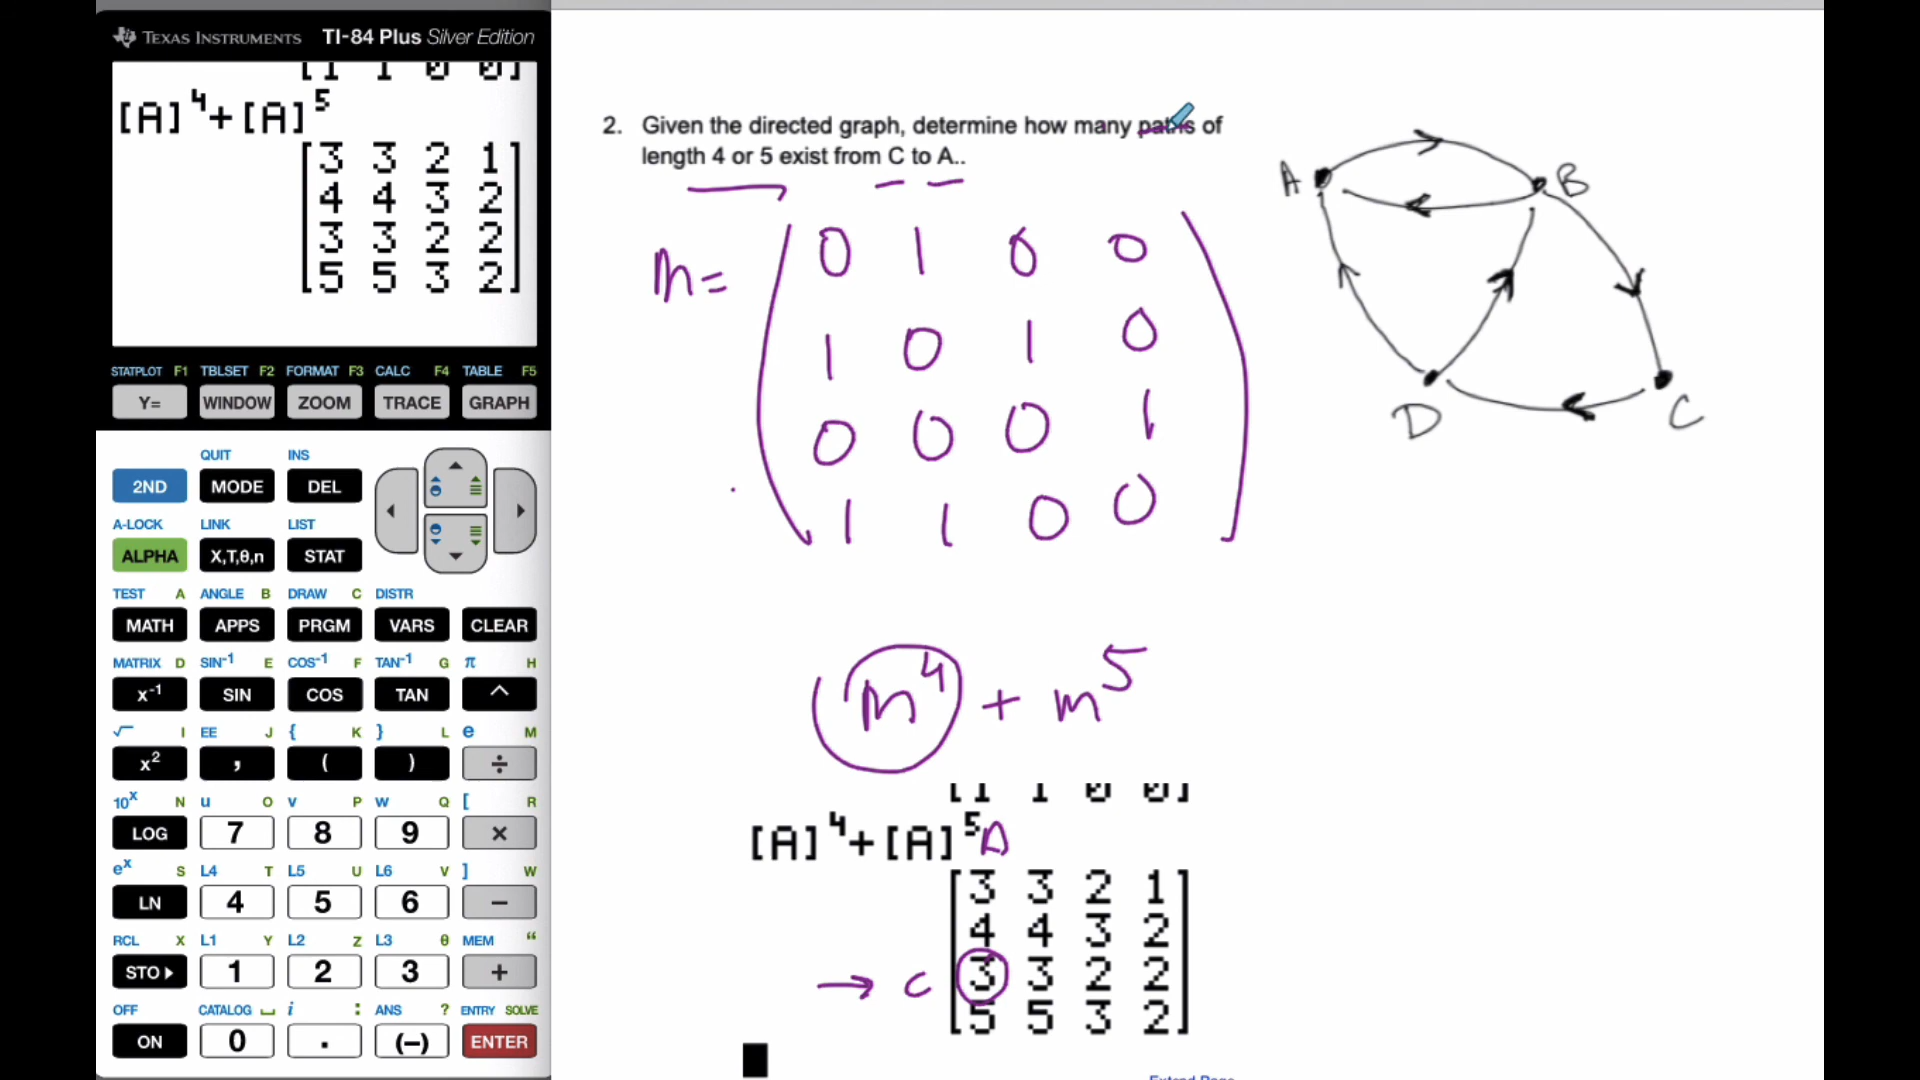 TEXAS INSTRUMENTS TI-84 Plus Silver Edition
[1 1 0 0]
[A]⁴+[A]⁵
[3 3 2 1]
[4 4 3 2]
[3 3 2 2]
[5 5 3 2]
STATPLOT F1 TBLSET F2 FORMAT F3 CALC F4 TABLE F5
Y= WINDOW ZOOM TRACE GRAPH
QUIT INS
2ND MODE DEL
A-LOCK LINK LIST
ALPHA X,T,θ,n STAT
TEST A ANGLE B DRAW C DISTR
MATH APPS PRGM VARS CLEAR
MATRIX D SIN⁻¹ E COS⁻¹ F TAN⁻¹ G π H
x⁻¹ SIN COS TAN ^
√ I EE J { K } L e M
x² , ( ) ÷
10ˣ N u O v P w Q [ R
LOG 7 8 9 ×
eˣ S L4 T L5 U L6 V ] W
LN 4 5 6 −
RCL X L1 Y L2 Z L3 θ MEM "
STO▶ 1 2 3 +
OFF CATALOG ⎵ i : ANS ? ENTRY SOLVE
ON 0 . (−) ENTER
2. Given the directed graph, determine how many paths of
length 4 or 5 exist from C to A..
m=
0 1 0 0
1 0 1 0
0 0 0 1
1 1 0 0
A
B
D
C
m⁴ + m⁵
[1 1 0 0]
[A]⁴+[A]⁵ A
[3 3 2 1]
[4 4 3 2]
→ C [3 3 2 2]
[5 5 3 2]
Extend Page